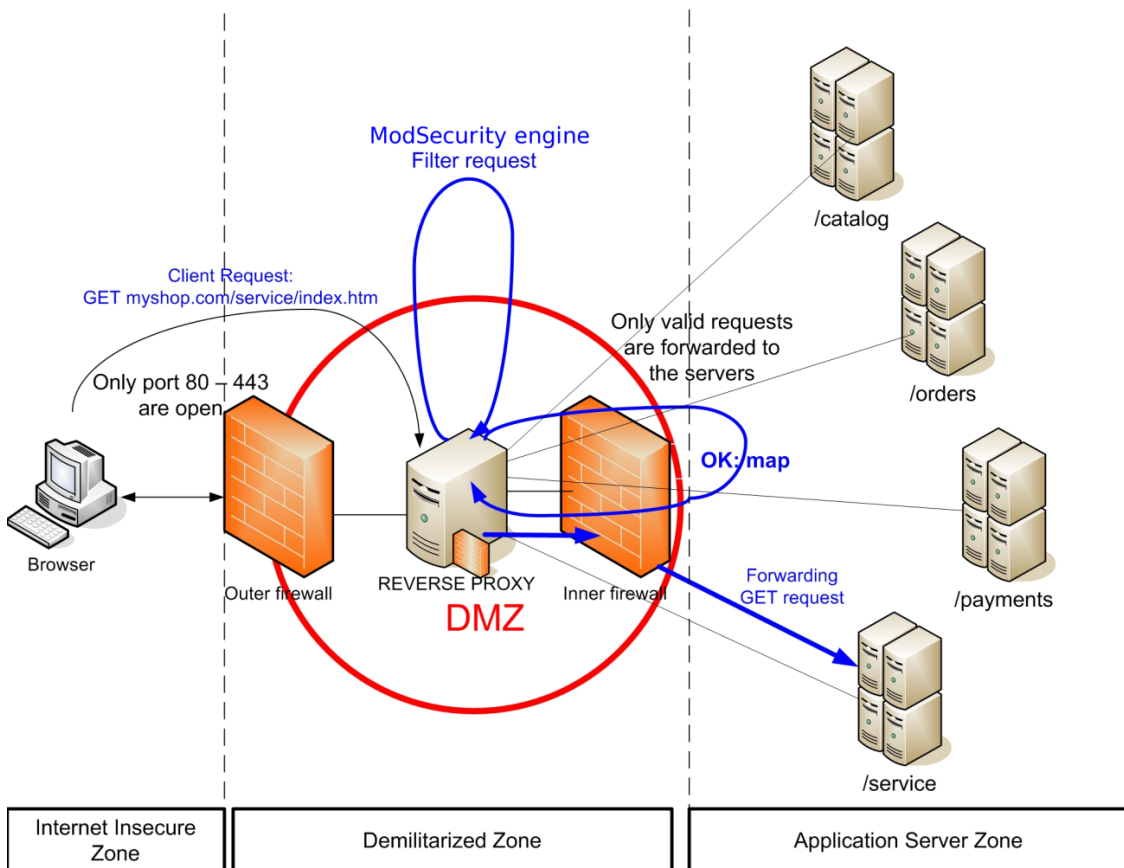 ModSecurity engine
Filter request
/catalog
Client Request:
GET myshop.com/service/index.htm
Only valid requests
are forwarded to
the servers
/orders
Only port 80 – 443
are open
OK: map
Browser
Outer firewall
REVERSE PROXY
Inner firewall
DMZ
Forwarding
GET request
/payments
/service
Internet Insecure
Zone
Demilitarized Zone
Application Server Zone